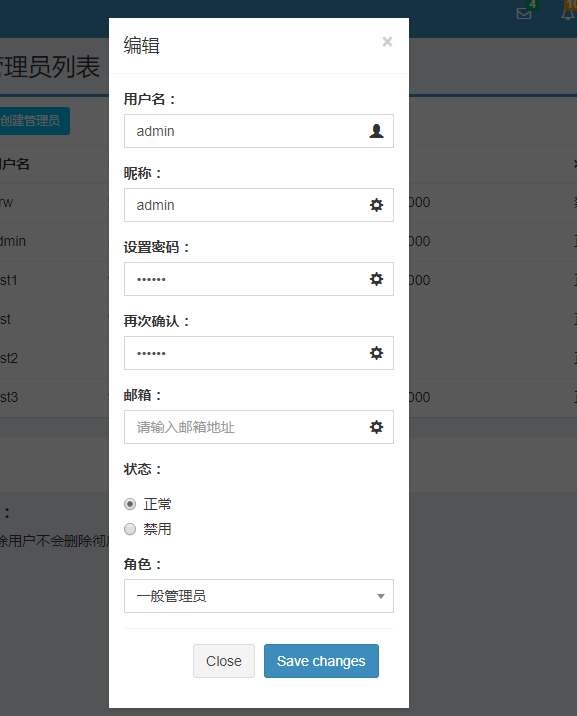 4
10
编辑
×
管理员列表
用户名：
创建管理员
admin
用户名
昵称：
rw
admin
000
admin
设置密码：
000
st1
••••••
000
st
再次确认：
st2
••••••
st3
邮箱：
000
请输入邮箱地址
状态：
正常
：
禁用
除用户不会删除彻
角色：
一般管理员
Close
Save changes